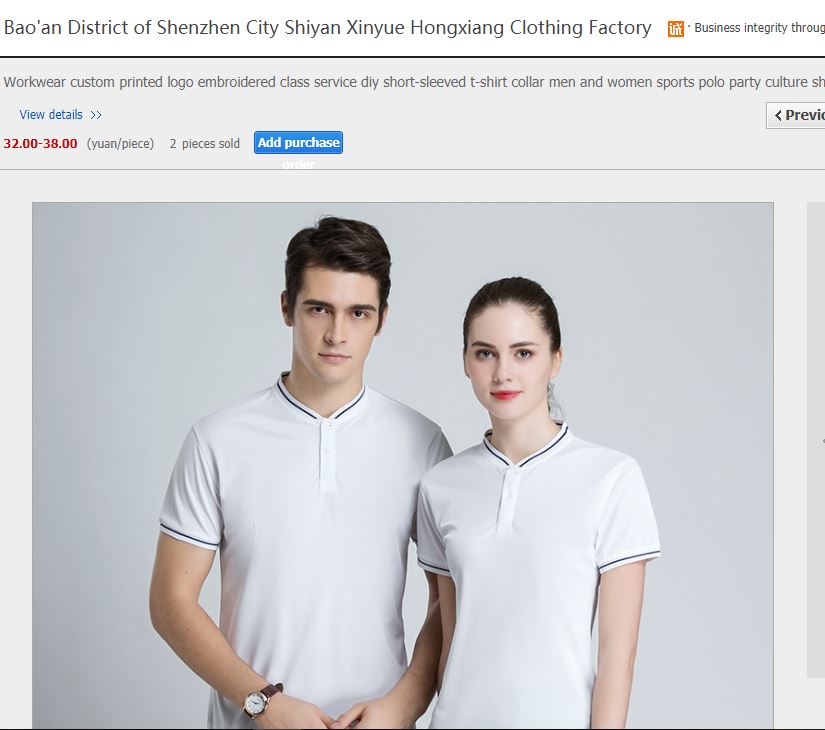 Bao'an District of Shenzhen City Shiyan Xinyue Hongxiang Clothing Factory
诚 · Business integrity throug
Workwear custom printed logo embroidered class service diy short-sleeved t-shirt collar men and women sports polo party culture sh
View details >>
Previo
32.00-38.00 (yuan/piece) 2 pieces sold Add purchase
order